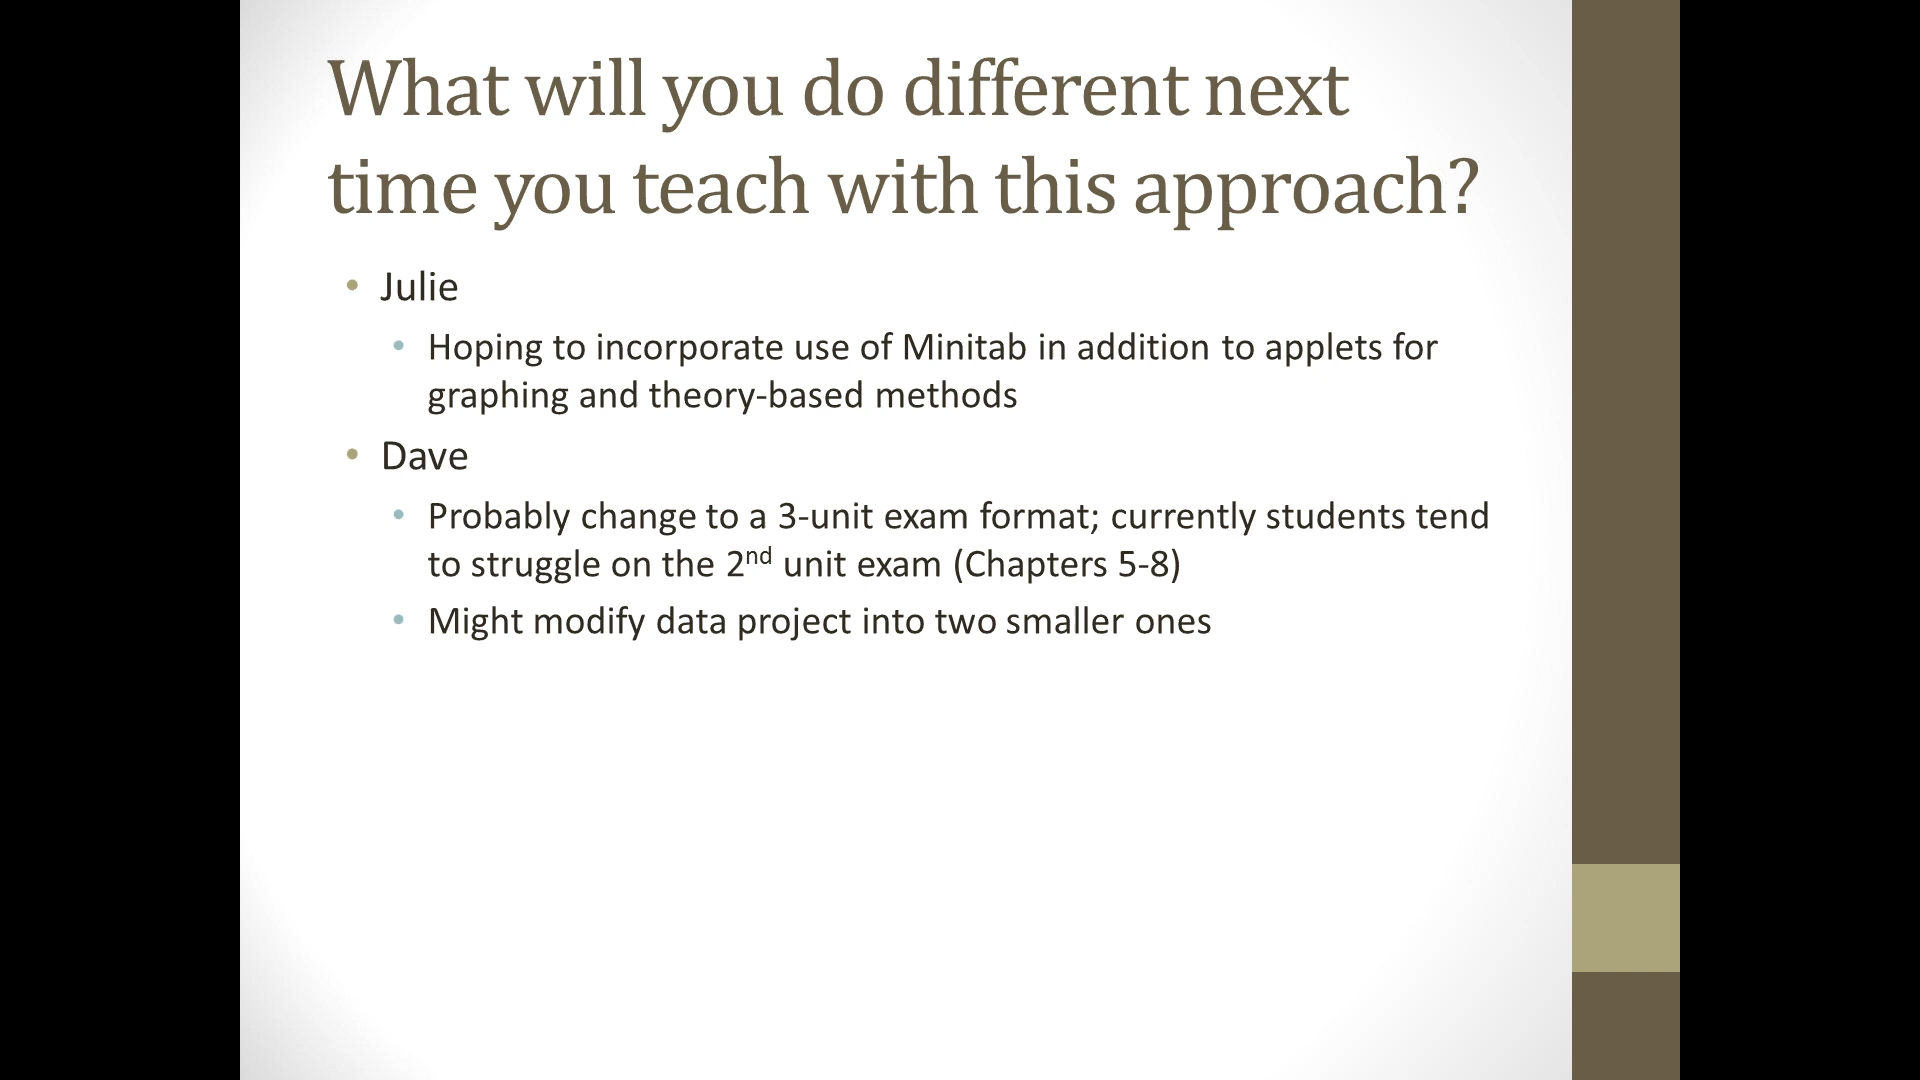 What will you do different next
time you teach with this approach?
• Julie
• Hoping to incorporate use of Minitab in addition to applets for
graphing and theory-based methods
• Dave
• Probably change to a 3-unit exam format; currently students tend
to struggle on the 2nd unit exam (Chapters 5-8)
• Might modify data project into two smaller ones